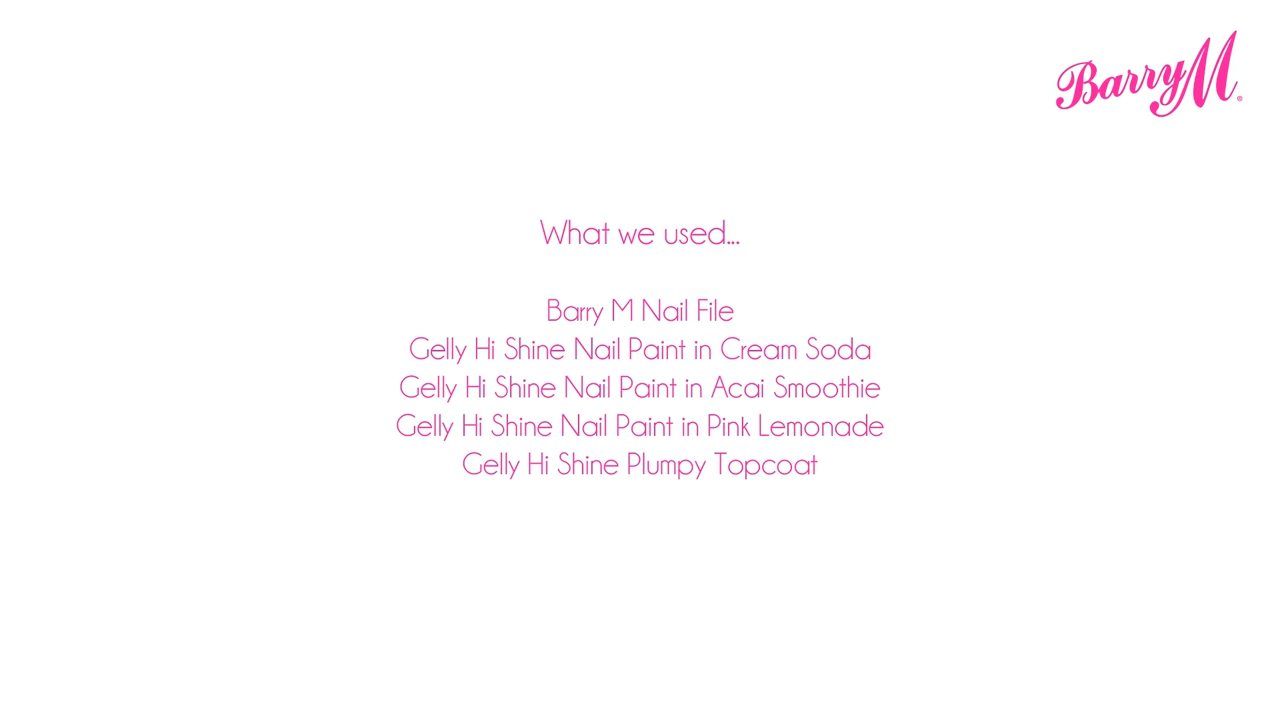 Barry M
What we used...
Barry M Nail File
Gelly Hi Shine Nail Paint in Cream Soda
Gelly Hi Shine Nail Paint in Acai Smoothie
Gelly Hi Shine Nail Paint in Pink Lemonade
Gelly Hi Shine Plumpy Topcoat